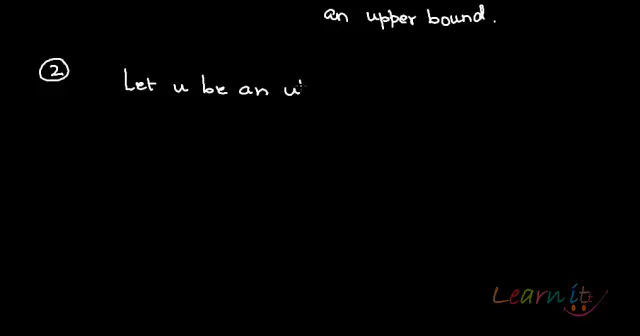 an upper bound.
② Let u be an u
Learnit